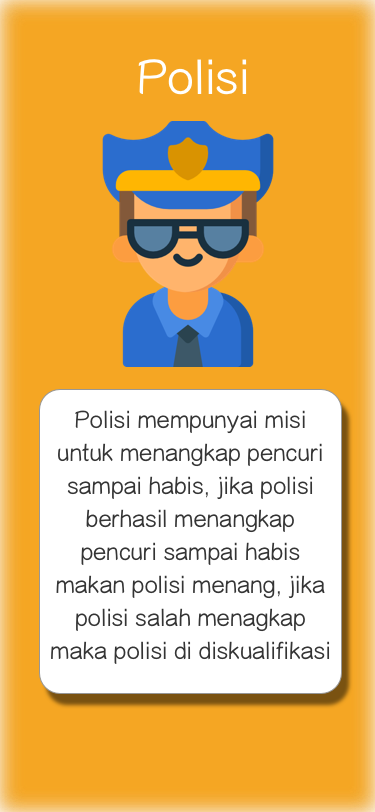 Polisi
Polisi mempunyai misi
untuk menangkap pencuri
sampai habis, jika polisi
berhasil menangkap
pencuri sampai habis
makan polisi menang, jika
polisi salah menagkap
maka polisi di diskualifikasi